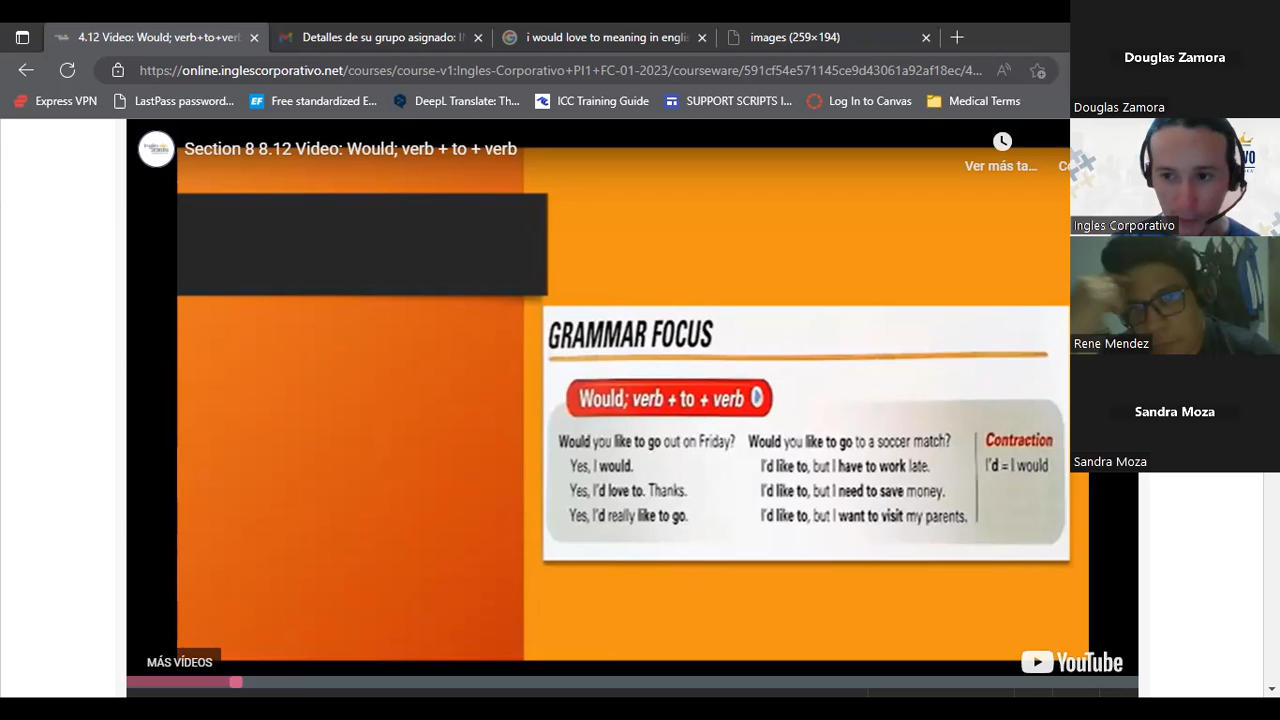 4.12 Video: Would; verb+to+ver
Detalles de su grupo asignado: I
i would love to meaning in engli
images (259×194)
https://online.inglescorporativo.net/courses/course-v1:Ingles-Corporativo+PI1+FC-01-2023/courseware/591cf54e571145ce9d43061a92af18ec/4...
Express VPN
LastPass password...
EF Free standardized E...
DeepL Translate: Th...
ICC Training Guide
SUPPORT SCRIPTS I...
Log In to Canvas
Medical Terms
Section 8 8.12 Video: Would; verb + to + verb
Ver más ta...
GRAMMAR FOCUS
Would; verb + to + verb
Would you like to go out on Friday?
Yes, I would.
Yes, I'd love to. Thanks.
Yes, I'd really like to go.
Would you like to go to a soccer match?
I'd like to, but I have to work late.
I'd like to, but I need to save money.
I'd like to, but I want to visit my parents.
Contraction
I'd = I would
MÁS VÍDEOS
YouTube
Douglas Zamora
Douglas Zamora
Ingles Corporativo
Rene Mendez
Sandra Moza
Sandra Moza